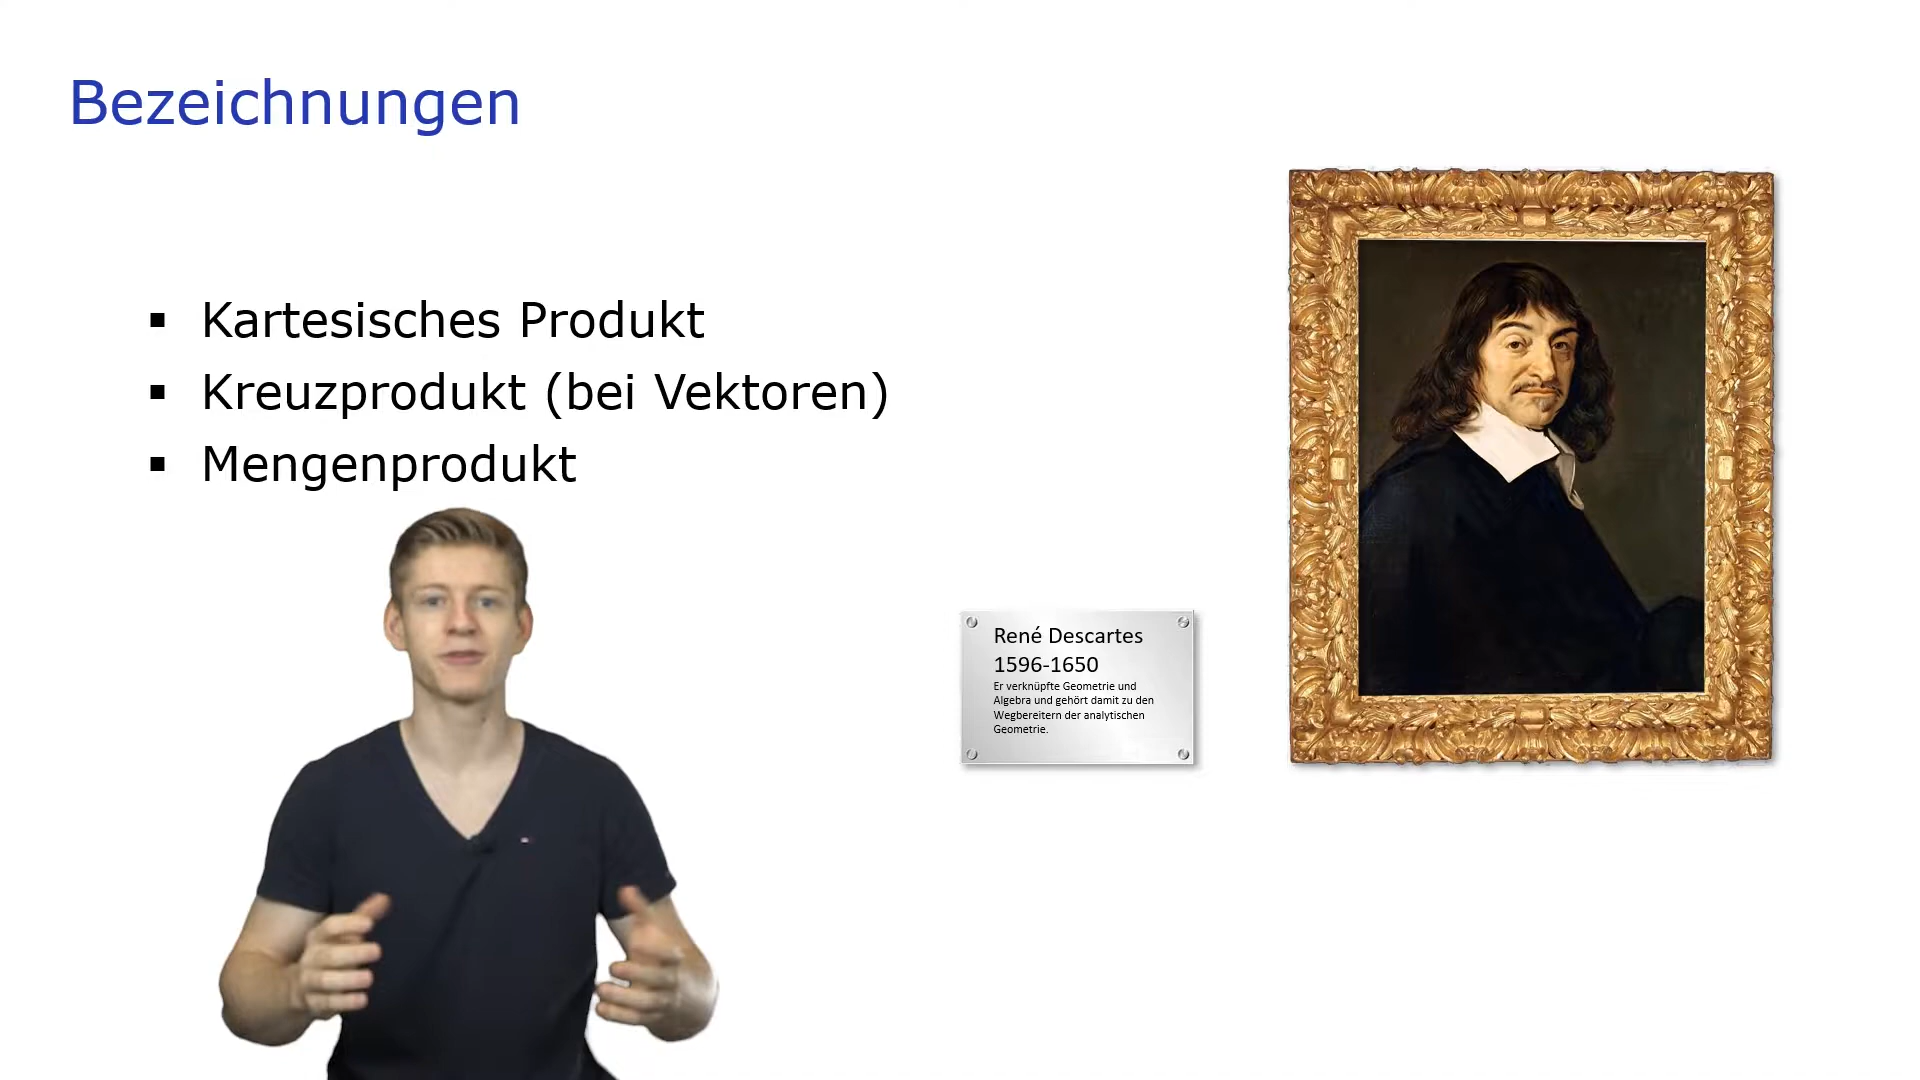 Bezeichnungen
Kartesisches Produkt
Kreuzprodukt (bei Vektoren)
Mengenprodukt
René Descartes
1596-1650
Er verknüpfte Geometrie und
Algebra und gehört damit zu den
Wegbereitern der analytischen
Geometrie.